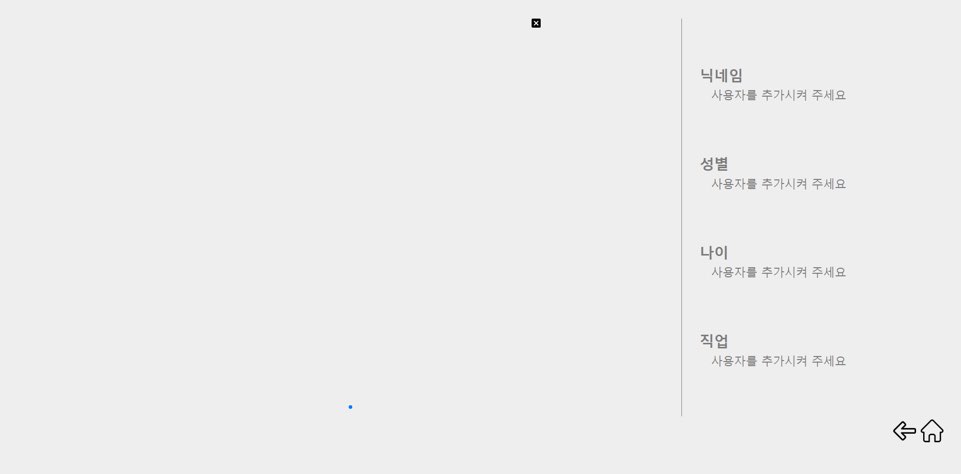 닉네임
사용자를 추가시켜 주세요
성별
사용자를 추가시켜 주세요
나이
사용자를 추가시켜 주세요
직업
사용자를 추가시켜 주세요